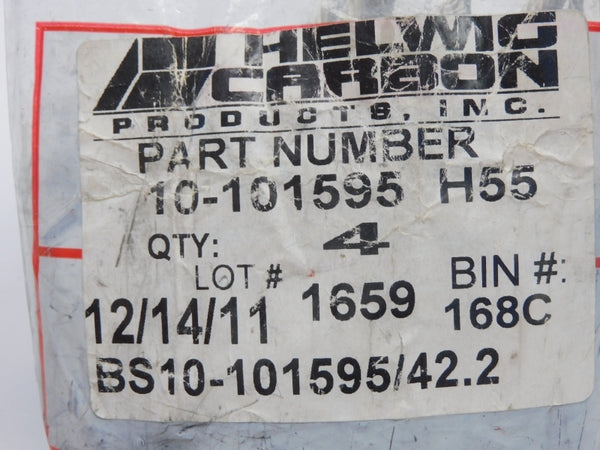 HELWIG
CARBON
PRODUCTS, INC.
PART NUMBER
10-101595 H55
QTY: 4
LOT # BIN #:
12/14/11 1659 168C
BS10-101595/42.2